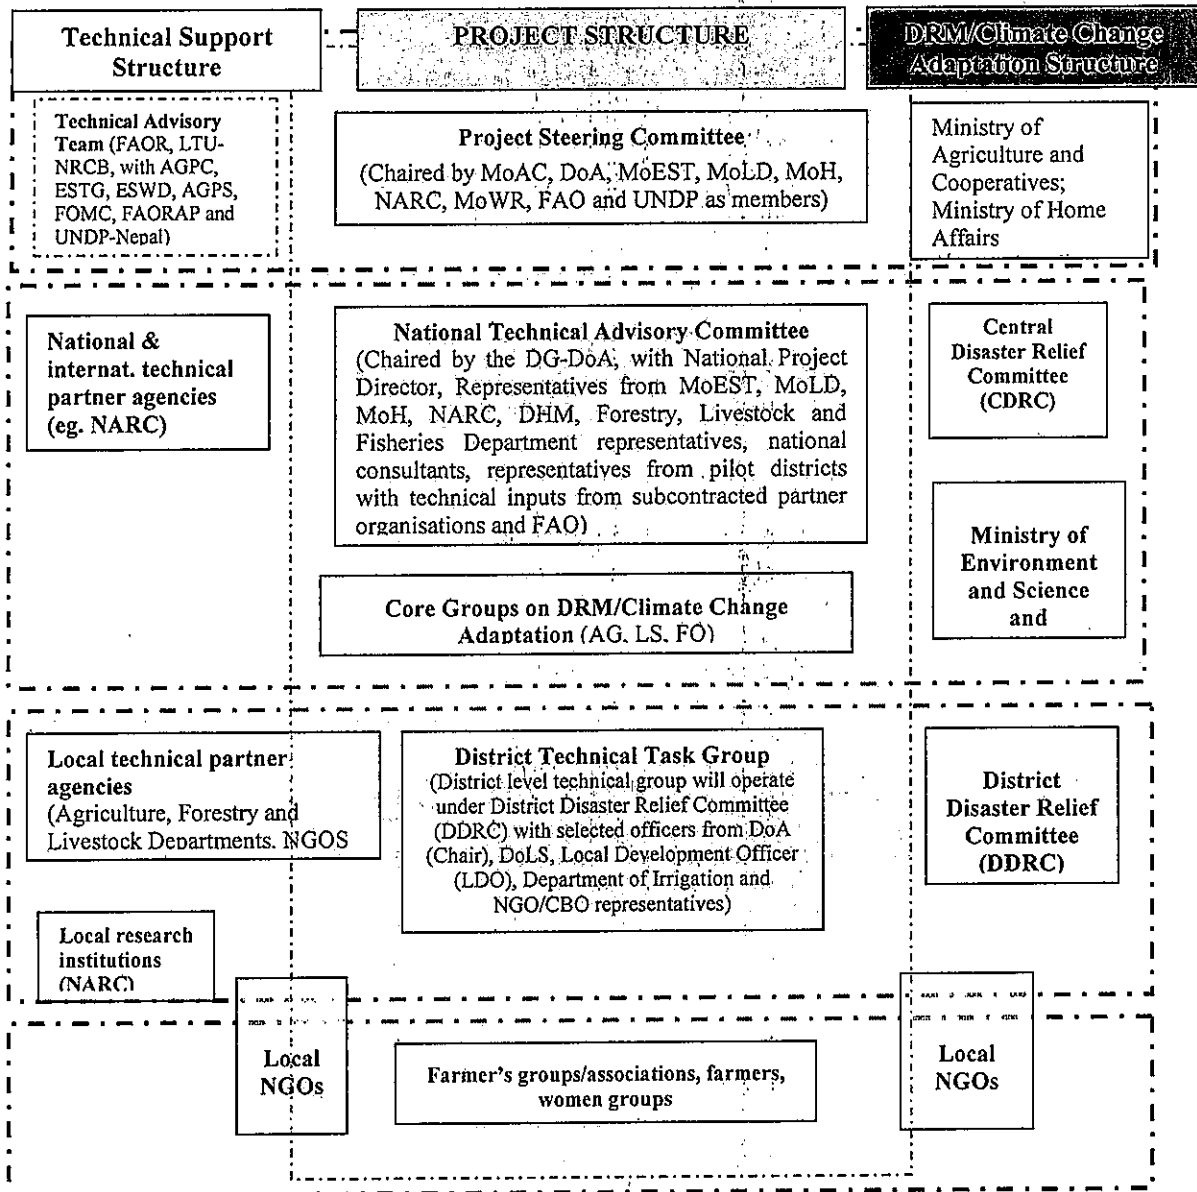 Technical Support
Structure
PROJECT STRUCTURE
DRM/Climate Change
Adaptation Structure
Technical Advisory
Team (FAOR, LTU-
NRCB, with AGPC,
ESTG, ESWD, AGPS,
FOMC, FAORAP and
UNDP-Nepal)
Project Steering Committee
(Chaired by MoAC, DoA, MoEST, MoLD, MoH,
NARC, MoWR, FAO and UNDP as members)
Ministry of
Agriculture and
Cooperatives;
Ministry of Home
Affairs
National &
internat. technical
partner agencies
(eg. NARC)
National Technical Advisory Committee
(Chaired by the DG-DoA, with National Project
Director, Representatives from MoEST, MoLD,
MoH, NARC, DHM, Forestry, Livestock and
Fisheries Department representatives, national
consultants, representatives from pilot districts
with technical inputs from subcontracted partner
organisations and FAO)
Central
Disaster Relief
Committee
(CDRC)
Ministry of
Environment
and Science
and
Core Groups on DRM/Climate Change
Adaptation (AG, LS, FO)
Local technical partner
agencies
(Agriculture, Forestry and
Livestock Departments, NGOS
District Technical Task Group
(District level technical group will operate
under District Disaster Relief Committee
(DDRC) with selected officers from DoA
(Chair), DoLS, Local Development Officer
(LDO), Department of Irrigation and
NGO/CBO representatives)
District
Disaster Relief
Committee
(DDRC)
Local research
institutions
(NARC)
Local
NGOs
Farmer's groups/associations, farmers,
women groups
Local
NGOs